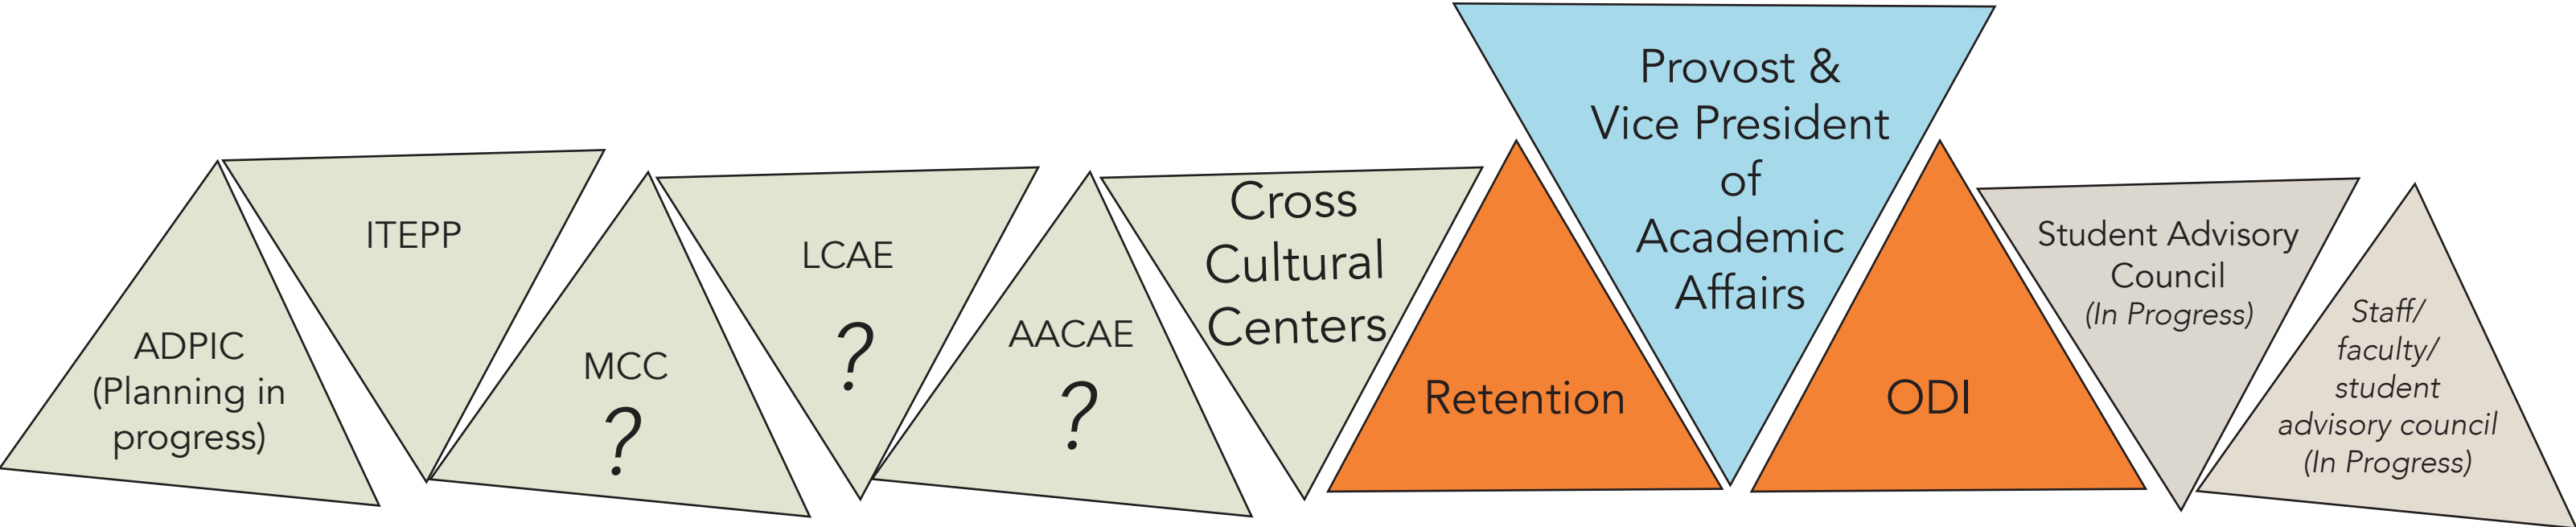 ADPIC
(Planning in
progress)
ITEPP
MCC
?
LCAE
?
AACAE
?
Cross
Cultural
Centers
Retention
Provost &
Vice President
of
Academic
Affairs
ODI
Student Advisory
Council
(In Progress)
Staff/
faculty/
student
advisory council
(In Progress)